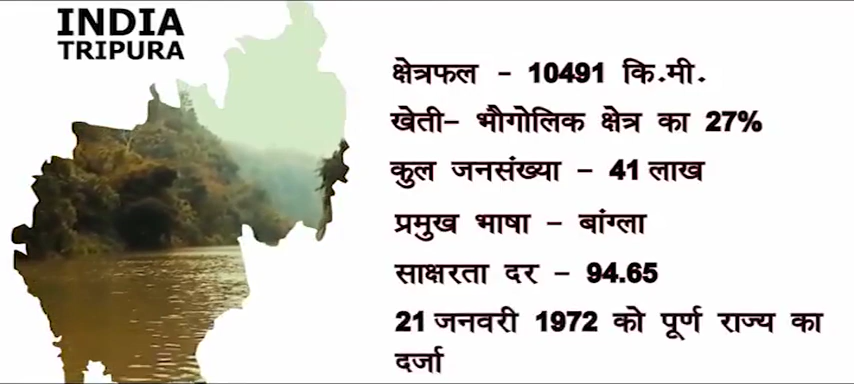 INDIA
TRIPURA
क्षेत्रफल - 10491 कि.मी.
खेती- भौगोलिक क्षेत्र का 27%
कुल जनसंख्या - 41 लाख
प्रमुख भाषा - बांग्ला
साक्षरता दर - 94.65
21 जनवरी 1972 को पूर्ण राज्य का
दर्जा